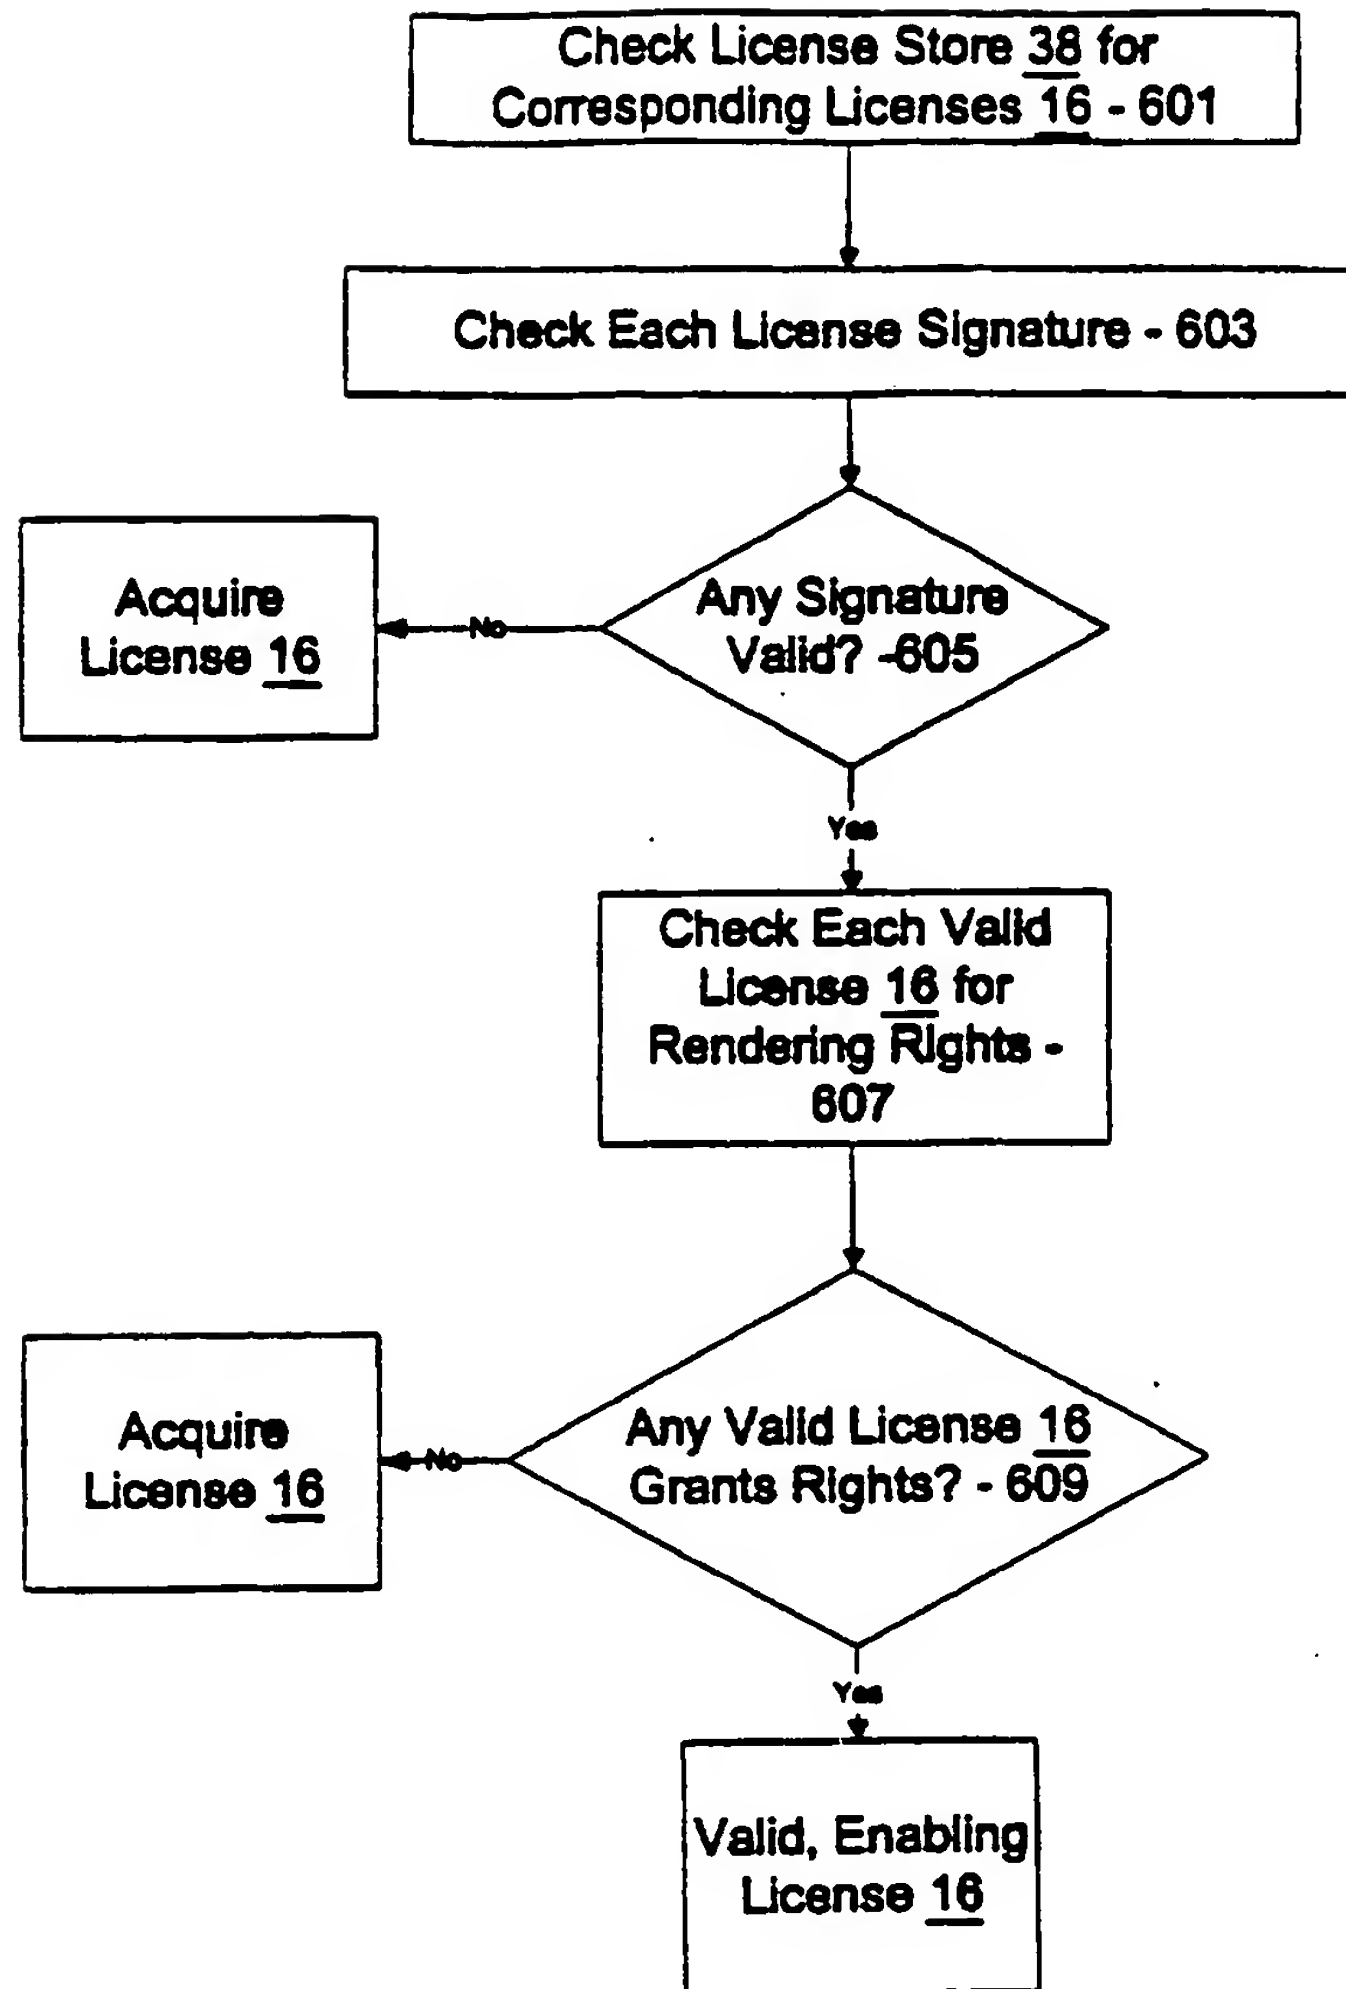 Check License Store 38 for
Corresponding Licenses 16 - 601
Check Each License Signature - 603
Any Signature
Valid? -605
No
Acquire
License 16
Yes
Check Each Valid
License 16 for
Rendering Rights -
607
Any Valid License 16
Grants Rights? - 609
No
Acquire
License 16
Yes
Valid, Enabling
License 16